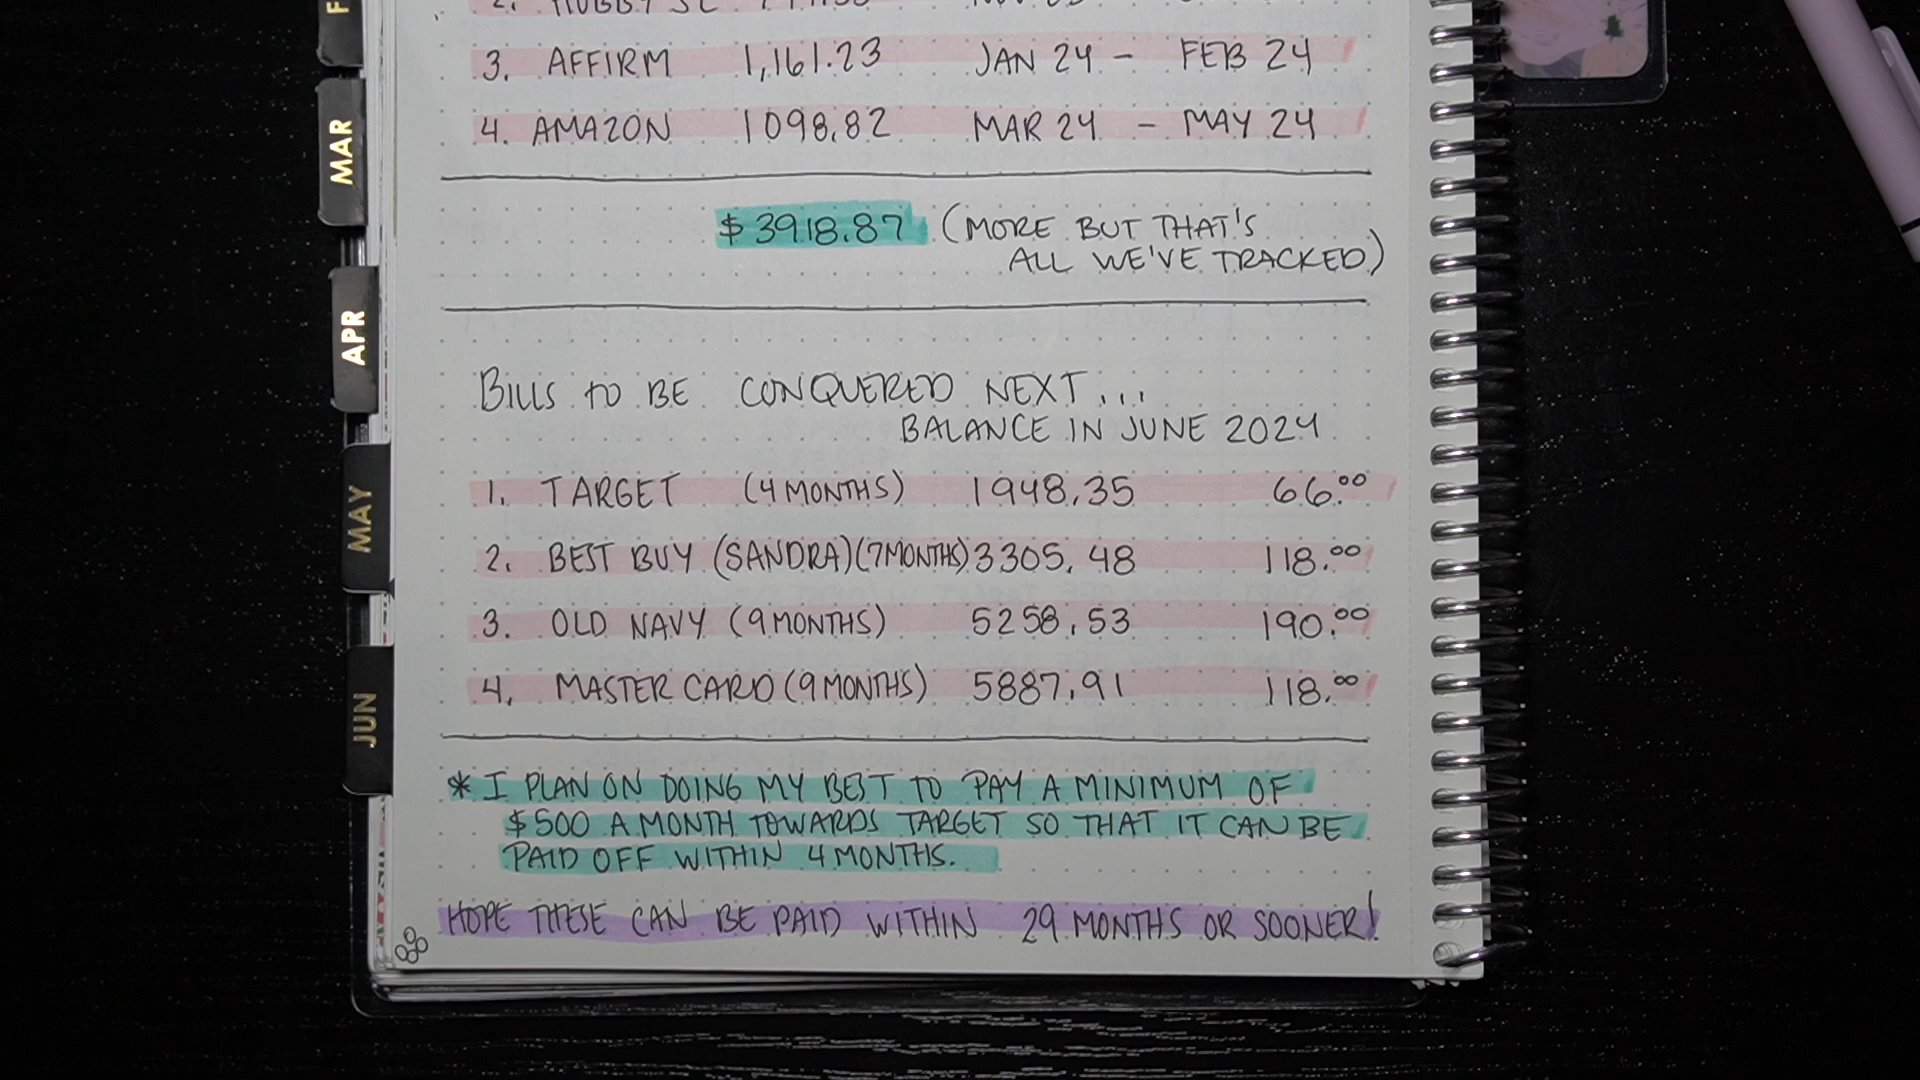 3. AFFIRM 1,161.23 JAN 24 - FEB 24
4. AMAZON 1098.82 MAR 24 - MAY 24
$3918.87 (MORE BUT THAT'S
ALL WE'VE TRACKED)
BILLS TO BE CONQUERED NEXT...
BALANCE IN JUNE 2024
1. TARGET (4 MONTHS) 1948.35 66.00
2. BEST BUY (SANDRA) (7 MONTHS) 3305.48 118.00
3. OLD NAVY (9 MONTHS) 5258.53 190.00
4. MASTER CARD (9 MONTHS) 5887.91 118.00
* I PLAN ON DOING MY BEST TO PAY A MINIMUM OF
$500 A MONTH TOWARDS TARGET SO THAT IT CAN BE
PAID OFF WITHIN 4 MONTHS.
HOPE THESE CAN BE PAID WITHIN 29 MONTHS OR SOONER!
MAR
APR
MAY
JUN